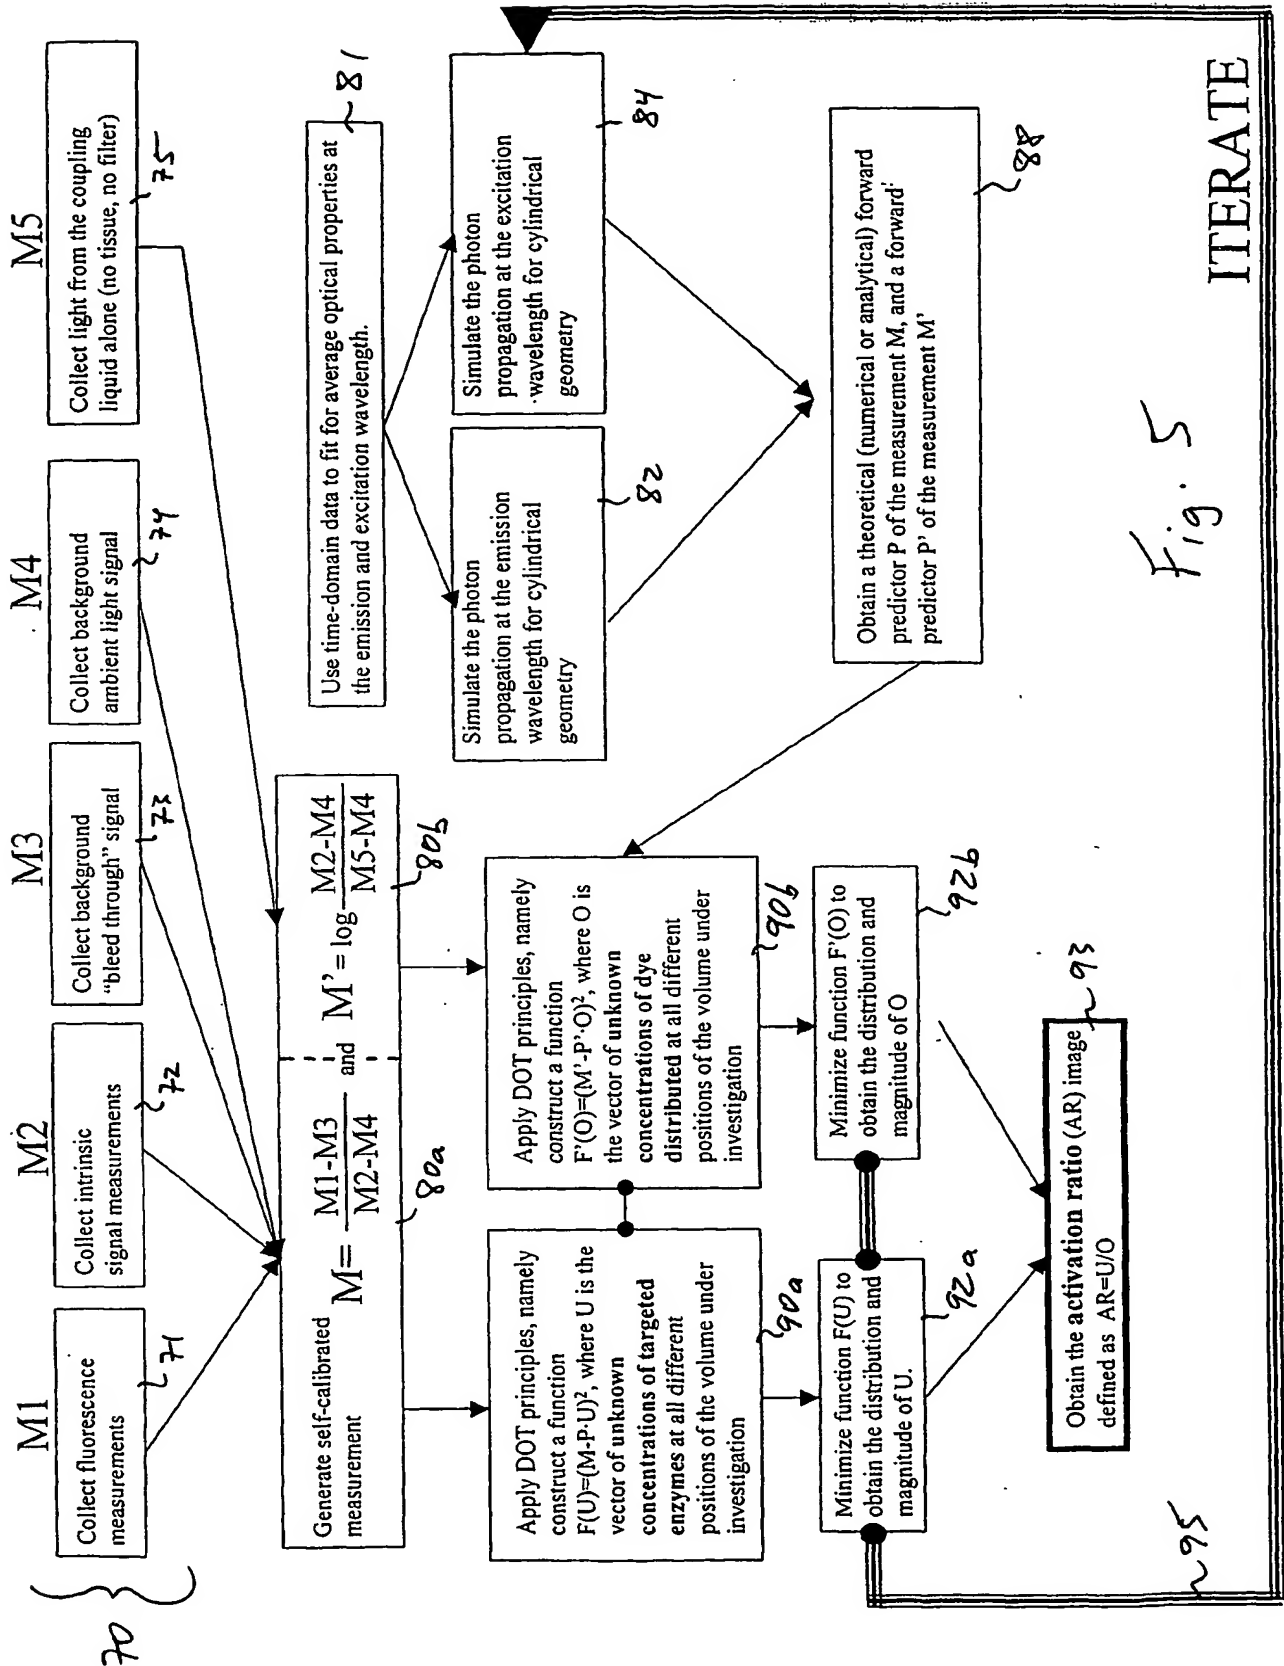 M1
M2
M3
M4
M5
70
Collect fluorescence
measurements
71
Collect intrinsic
signal measurements
72
Collect background
“bleed through” signal
73
Collect background
ambient light signal
74
Collect light from the coupling
liquid alone (no tissue, no filter)
75
Generate self-calibrated
measurement
M= M1-M3 / M2-M4 and M’ = log M2-M4 / M5-M4
80a
80b
Use time-domain data to fit for average optical properties at
the emission and excitation wavelength.
81
Simulate the photon
propagation at the emission
wavelength for cylindrical
geometry
82
Simulate the photon
propagation at the excitation
wavelength for cylindrical
geometry
84
Apply DOT principles, namely
construct a function
F(U)=(M-P·U)², where U is the
vector of unknown
concentrations of targeted
enzymes at all different
positions of the volume under
investigation
90a
Apply DOT principles, namely
construct a function
F'(O)=(M'-P'·O)², where O is
the vector of unknown
concentrations of dye
distributed at all different
positions of the volume under
investigation
90b
Obtain a theoretical (numerical or analytical) forward
predictor P of the measurement M, and a forward
predictor P' of the measurement M'
88
Minimize function F(U) to
obtain the distribution and
magnitude of U.
92a
Minimize function F'(O) to
obtain the distribution and
magnitude of O
92b
Obtain the activation ratio (AR) image
defined as AR=U/O
93
95
Fig. 5
ITERATE